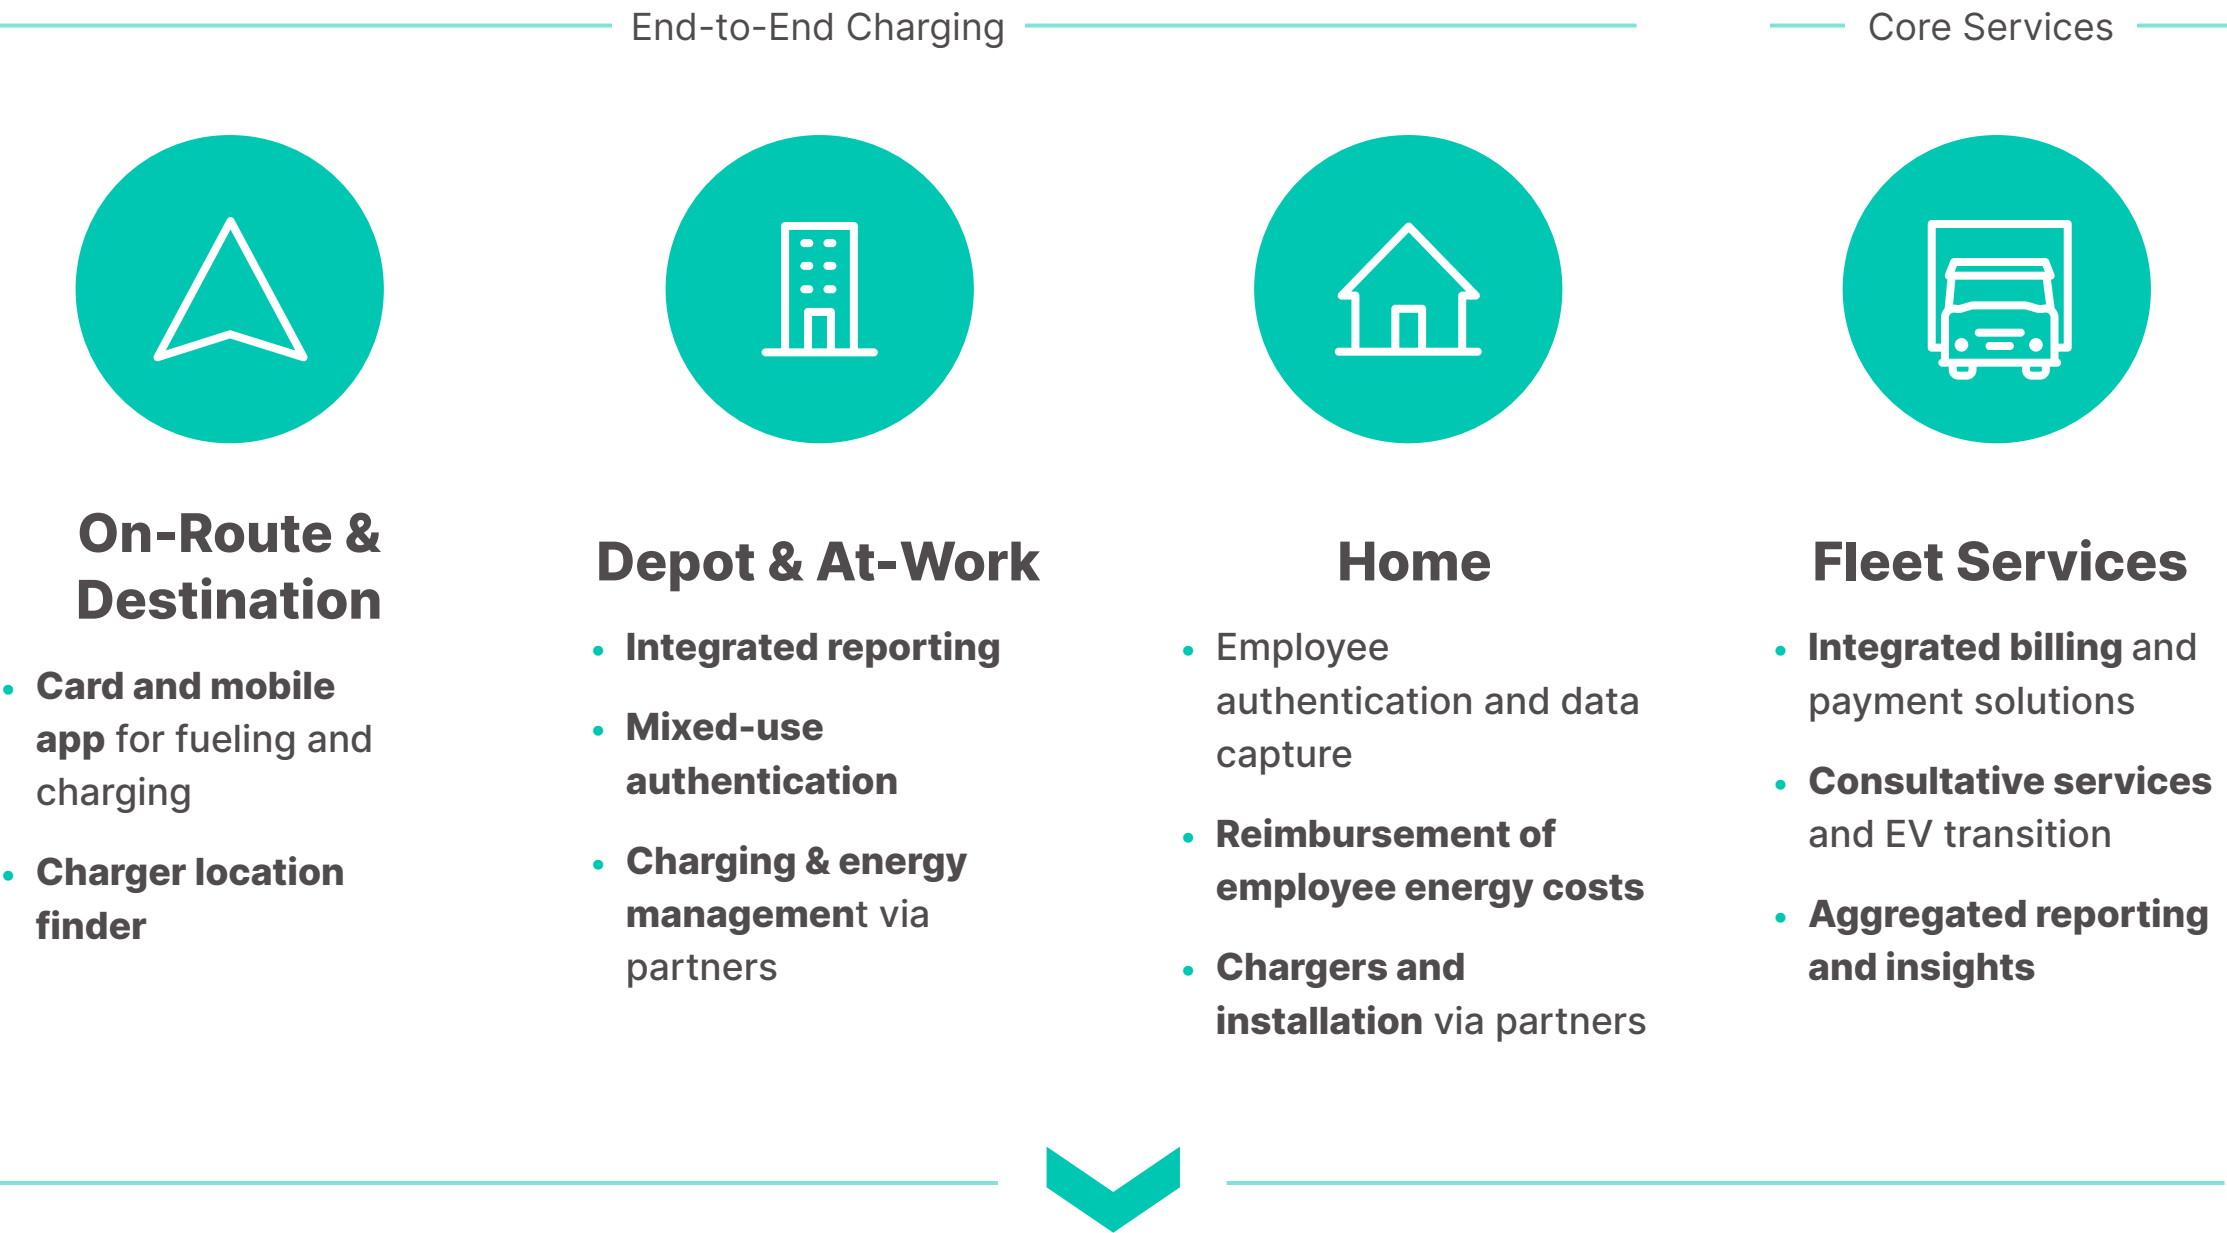 End-to-End Charging
Core Services
On-Route &
Destination
• Card and mobile
app for fueling and
charging
• Charger location
finder
Depot & At-Work
• Integrated reporting
• Mixed-use
authentication
• Charging & energy
management via
partners
Home
• Employee
authentication and data
capture
• Reimbursement of
employee energy costs
• Chargers and
installation via partners
Fleet Services
• Integrated billing and
payment solutions
• Consultative services
and EV transition
• Aggregated reporting
and insights